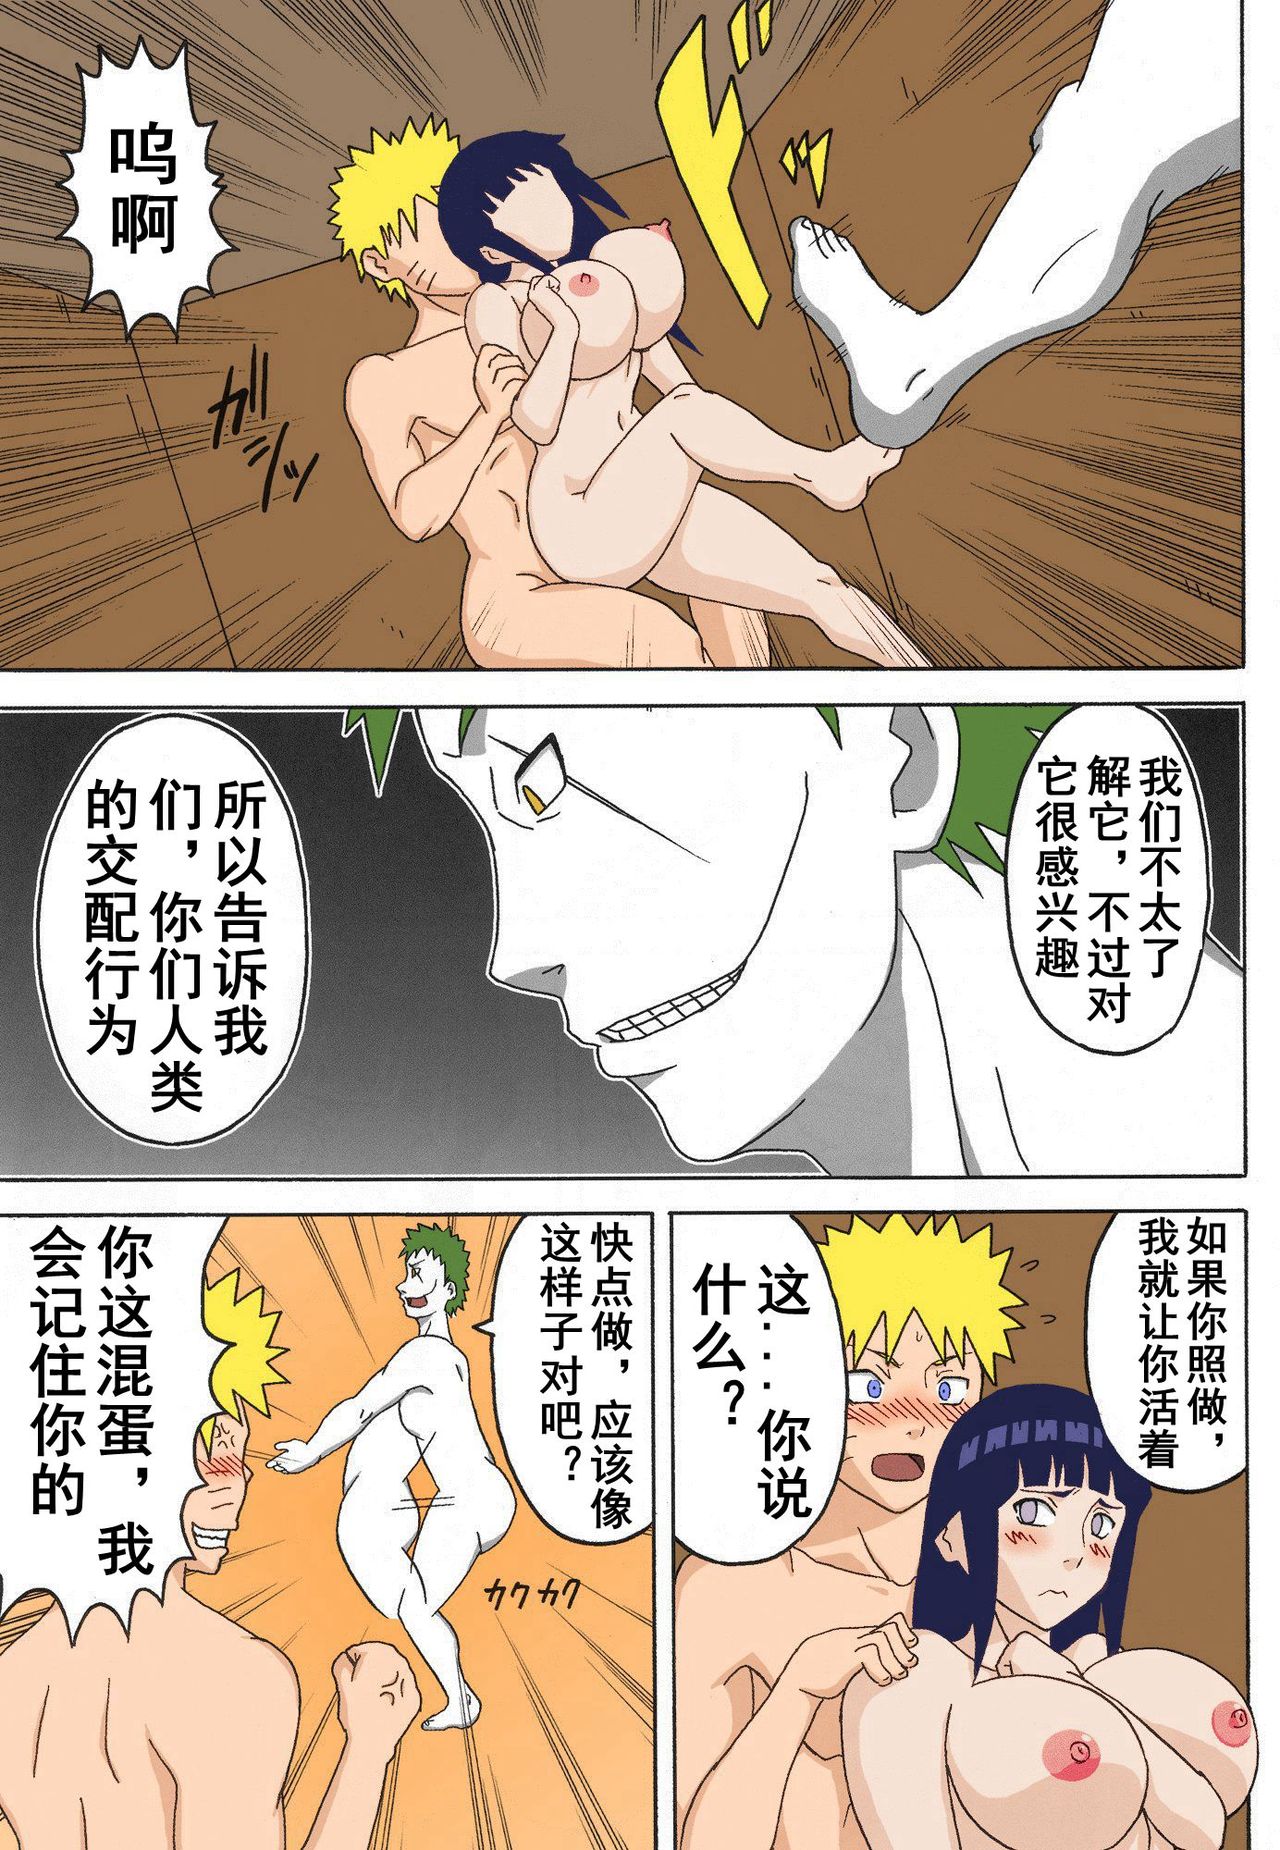 呜
啊
ドガ
ガシッ
我们不太了
解它，不过对
它很感兴趣
所以告诉我
们，你们人类
的交配行为
如果你照做，
我就让你活着
这...你说
什么？
快点做，应该像
这样子对吧？
カクカク
你这混蛋，我
会记住你的